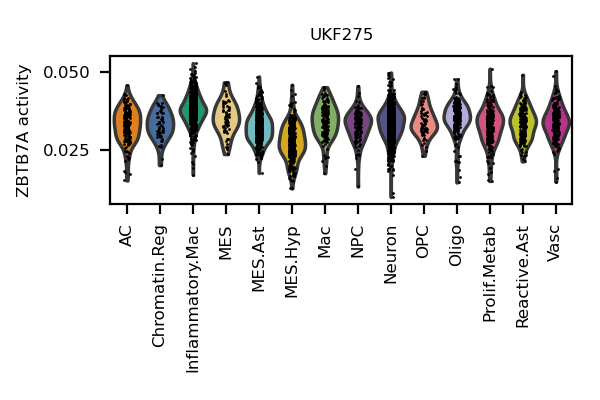 UKF275
ZBTB7A activity
0.050
0.025
AC
Chromatin.Reg
Inflammatory.Mac
MES
MES.Ast
MES.Hyp
Mac
NPC
Neuron
OPC
Oligo
Prolif.Metab
Reactive.Ast
Vasc